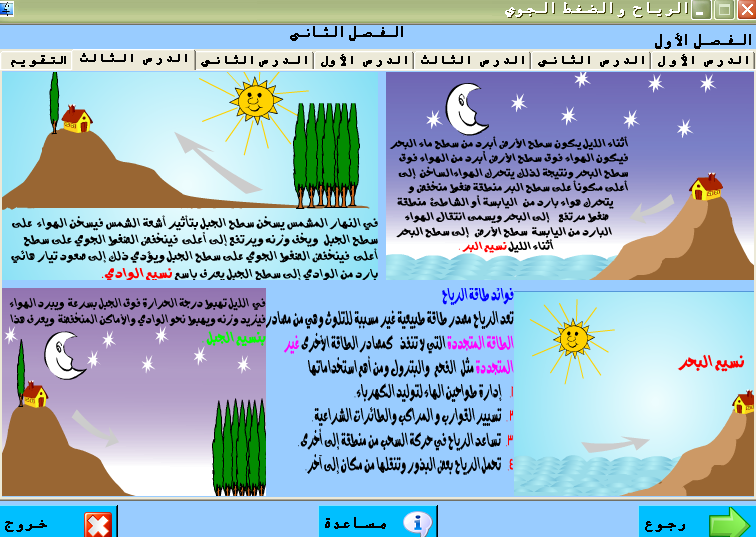 الرياح والضغط الجوي
الفصل الأول
الفصل الثاني
الدرس الأول
الدرس الثاني
الدرس الثالث
الدرس الأول
الدرس الثاني
الدرس الثالث
التقويم
أثناء الليل يكون سطح الأرض أبرد من سطح ماء البحر
فيكون الهواء فوق سطح الأرض أبرد من الهواء فوق
سطح البحر ونتيجة لذلك يتحرك الهواء الساخن إلى
أعلى مكوناً على سطح البر منطقة ضغط منخفض و
يتحرك هواء بارد من اليابسة أو الشاطئ منطقة
ضغط مرتفع إلى البحر ويسمى انتقال الهواء
البارد من اليابسة سطح الأرض إلى سطح البحر
أثناء الليل نسيم البر .
في النهار المشمس يسخن سطح الجبل بتأثير أشعة الشمس فيسخن الهواء على
سطح الجبل ويخف وزنه ويرتفع إلى أعلى فينخفض الضغط الجوي على سطح
أعلى فينخفض الضغط الجوي على سطح الجبل ويؤدي ذلك إلى صعود تيار هوائي
بارد من الوادي إلى سطح الجبل يعرف باسم نسيم الوادي.
نسيم البحر
فوائد طاقة الرياح
تعد الرياح مصدر طاقة طبيعية غير مسببة للتلوث وهي من مصادر
الطاقة المتجددة التي لا تنفذ كمصادر الطاقة الأخرى غير
المتجددة مثل الفحم والبترول ومن أهم استخداماتها
١. إدارة طواحين الهاء لتوليد الكهرباء.
٢. تسيير القوارب والمراكب والطائرات الشراعية
٣. تساعد الرياح في حركة السحب من منطقة إلى أخرى.
٤. تحمل الرياح بعض البذور وتنقلها من مكان إلى آخر.
في الليل تهبط درجة الحرارة فوق الجبل بسرعة ويبرد الهواء
فيزيد وزنه ويهبط نحو الوادي والأماكن المنخفضة ويعرف هذا
بنسيم الجبل
رجوع
مساعدة
خروج